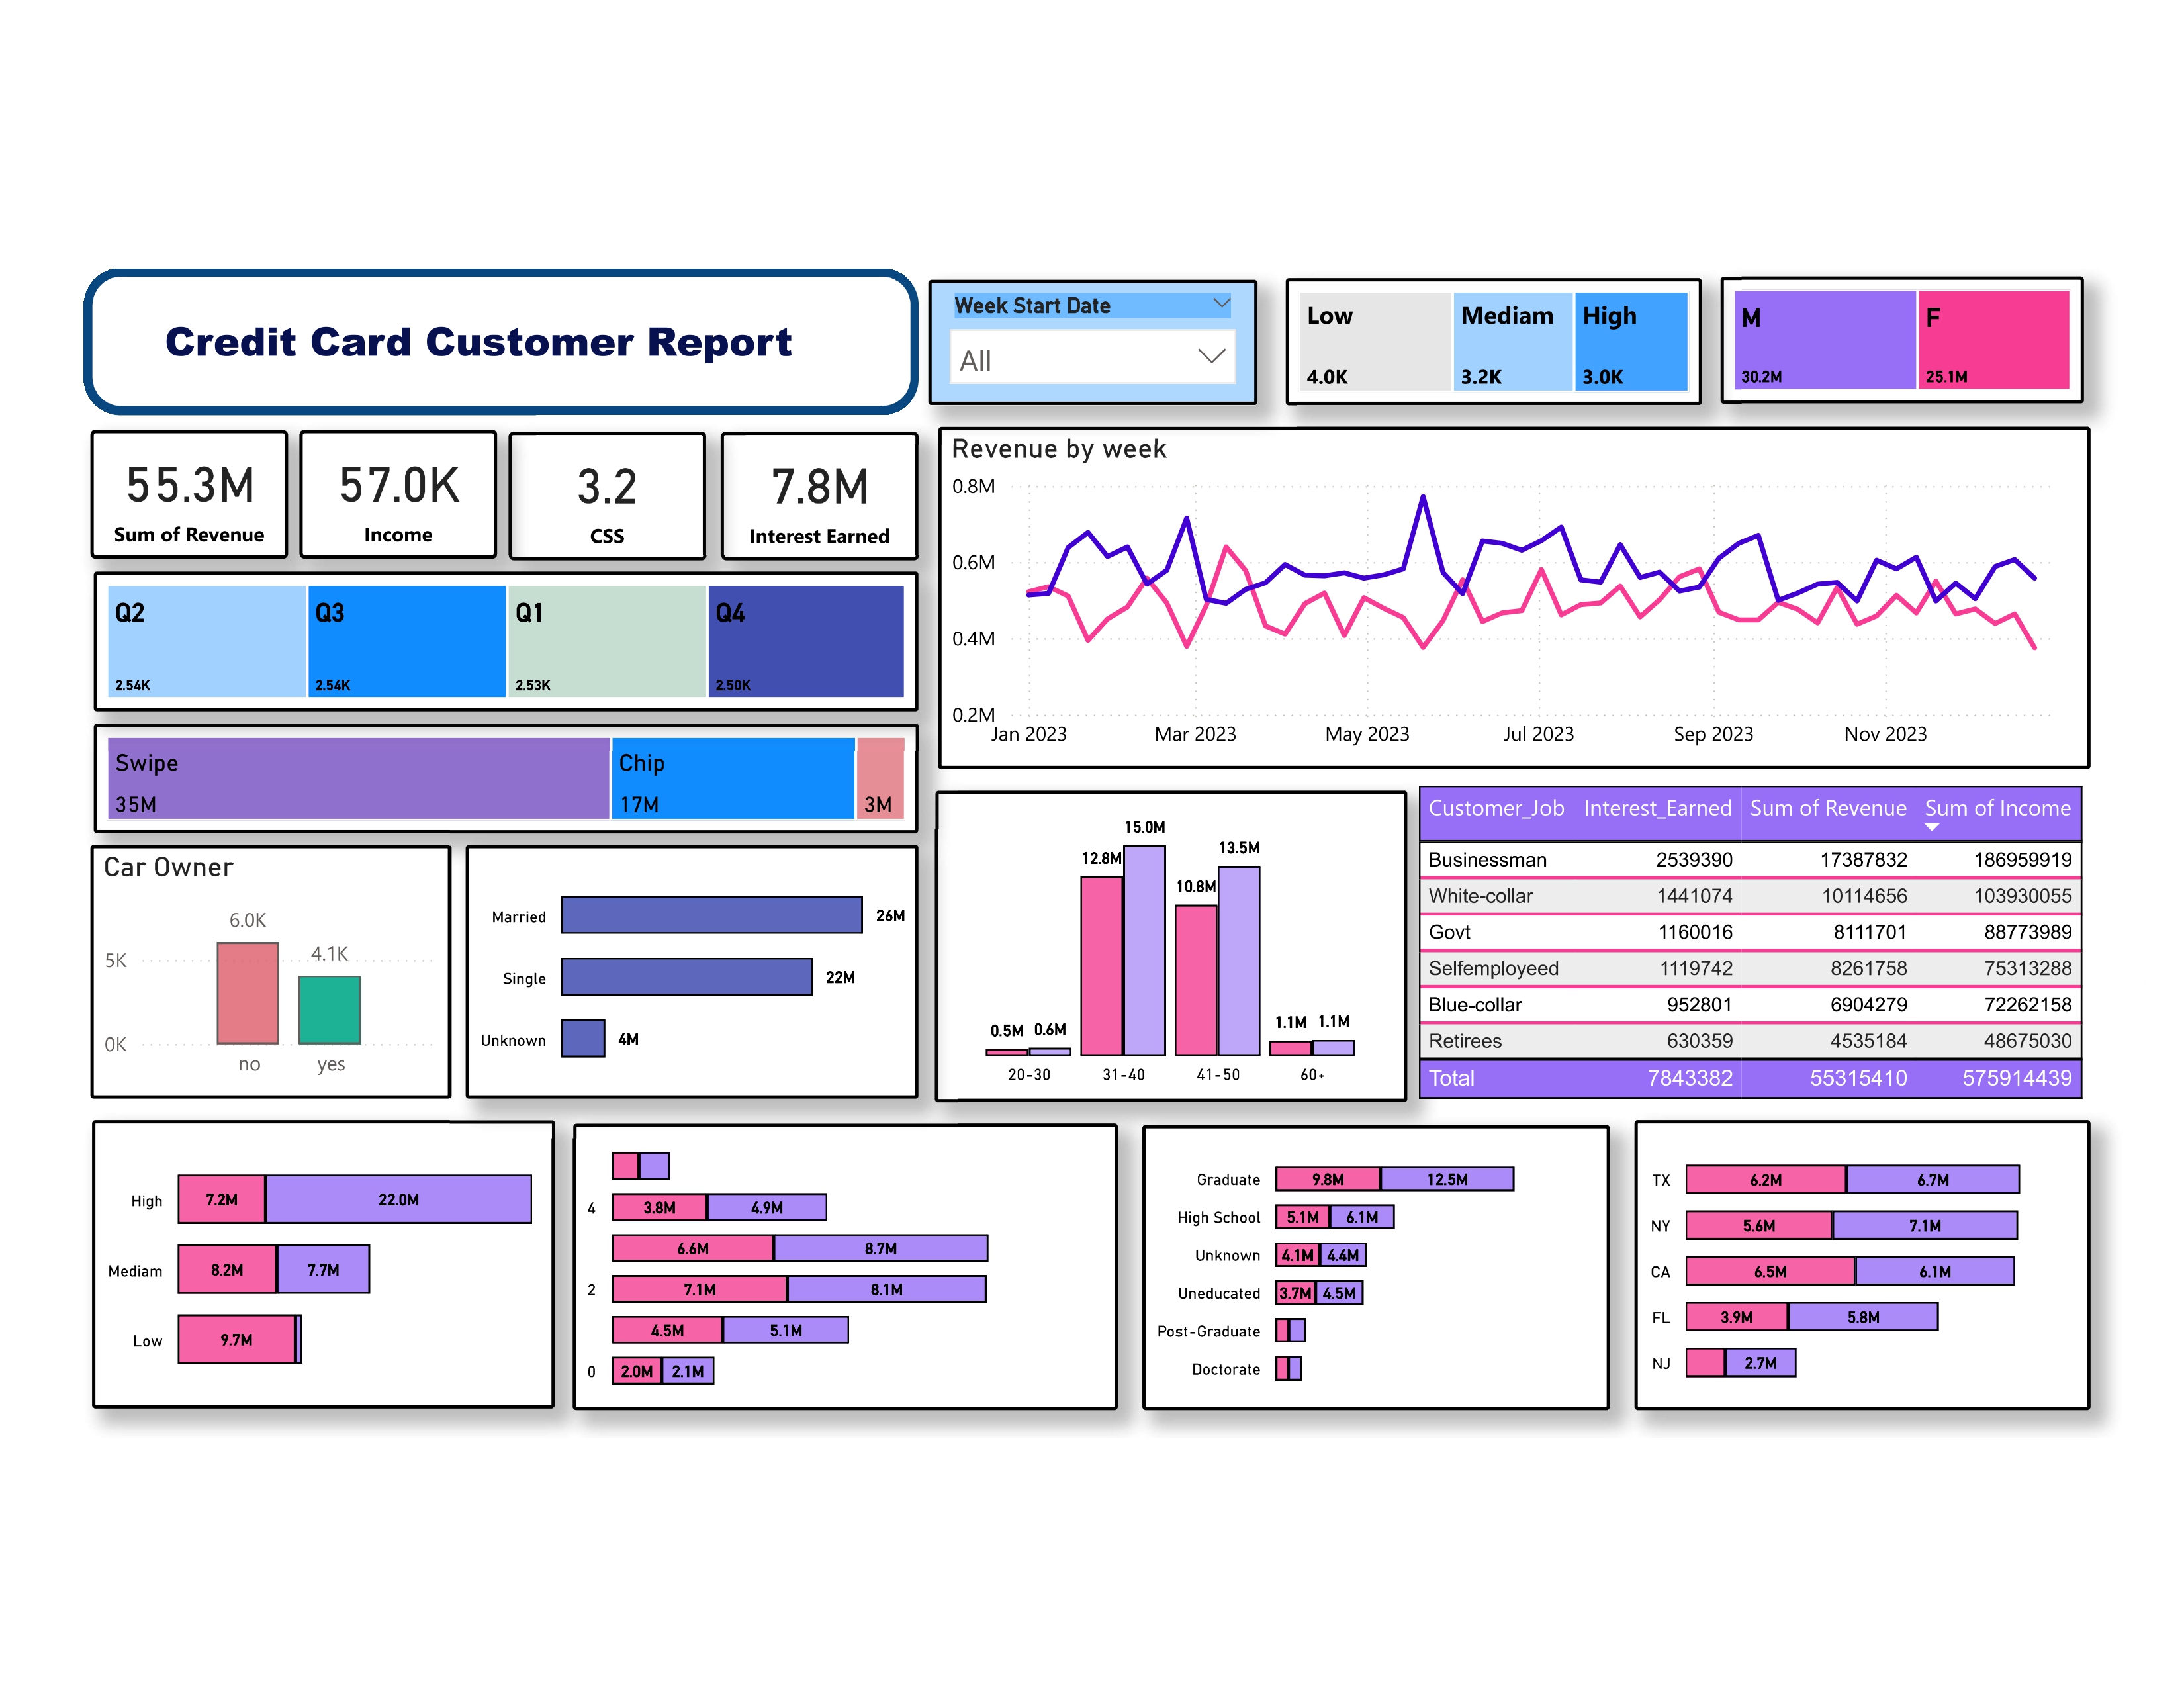 Credit Card Customer Report
Week Start Date
All
Low
4.0K
Mediam
3.2K
High
3.0K
M
30.2M
F
25.1M
55.3M
Sum of Revenue
57.0K
Income
3.2
CSS
7.8M
Interest Earned
Q2
2.54K
Q3
2.54K
Q1
2.53K
Q4
2.50K
Swipe
35M
Chip
17M
3M
Revenue by week
0.8M
0.6M
0.4M
0.2M
Jan 2023 Mar 2023 May 2023 Jul 2023 Sep 2023 Nov 2023
Car Owner
6.0K
4.1K
5K
0K
no yes
Married 26M
Single 22M
Unknown 4M
15.0M
12.8M
13.5M
10.8M
0.5M 0.6M
1.1M 1.1M
20-30 31-40 41-50 60+
Customer_Job Interest_Earned Sum of Revenue Sum of Income
Businessman 2539390 17387832 186959919
White-collar 1441074 10114656 103930055
Govt 1160016 8111701 88773989
Selfemployeed 1119742 8261758 75313288
Blue-collar 952801 6904279 72262158
Retirees 630359 4535184 48675030
Total 7843382 55315410 575914439
High 7.2M 22.0M
Mediam 8.2M 7.7M
Low 9.7M
4 3.8M 4.9M
6.6M 8.7M
2 7.1M 8.1M
4.5M 5.1M
0 2.0M 2.1M
Graduate 9.8M 12.5M
High School 5.1M 6.1M
Unknown 4.1M 4.4M
Uneducated 3.7M 4.5M
Post-Graduate
Doctorate
TX 6.2M 6.7M
NY 5.6M 7.1M
CA 6.5M 6.1M
FL 3.9M 5.8M
NJ 2.7M